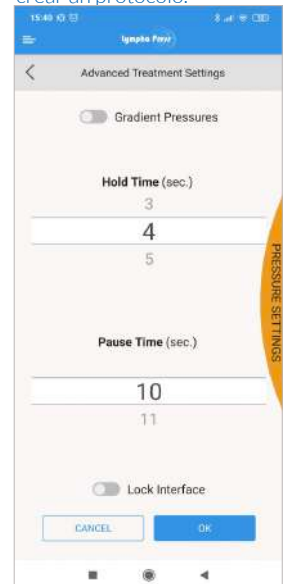 crear un protocolo.
15:40
Lympha Press
Advanced Treatment Settings
Gradient Pressures
Hold Time (sec.)
3
4
5
PRESSURE SETTINGS
Pause Time (sec.)
10
11
Lock Interface
CANCEL
OK